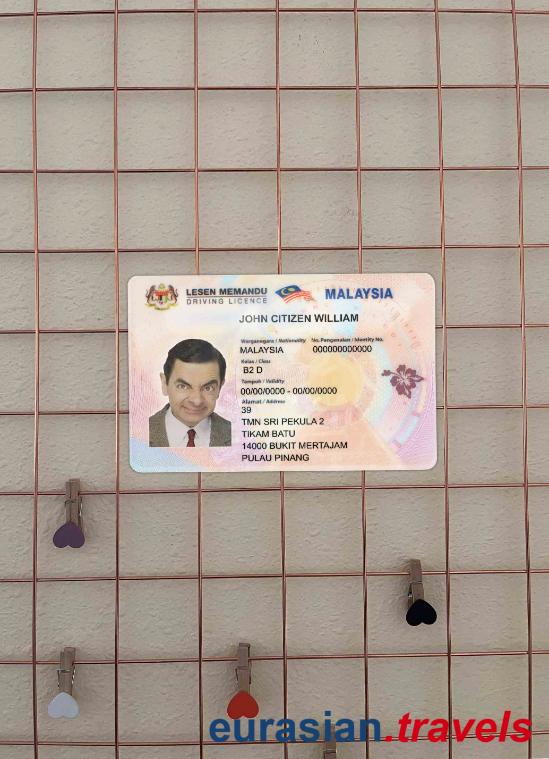 LESEN MEMANDU
DRIVING LICENCE
MALAYSIA
JOHN CITIZEN WILLIAM
Warganegara / Nationality No. Pengenalan / Identity No.
MALAYSIA 000000000000
Kelas / Class
B2 D
Tempoh / Validity
00/00/0000 - 00/00/0000
Alamat / Address
39
TMN SRI PEKULA 2
TIKAM BATU
14000 BUKIT MERTAJAM
PULAU PINANG
eurasian.travels